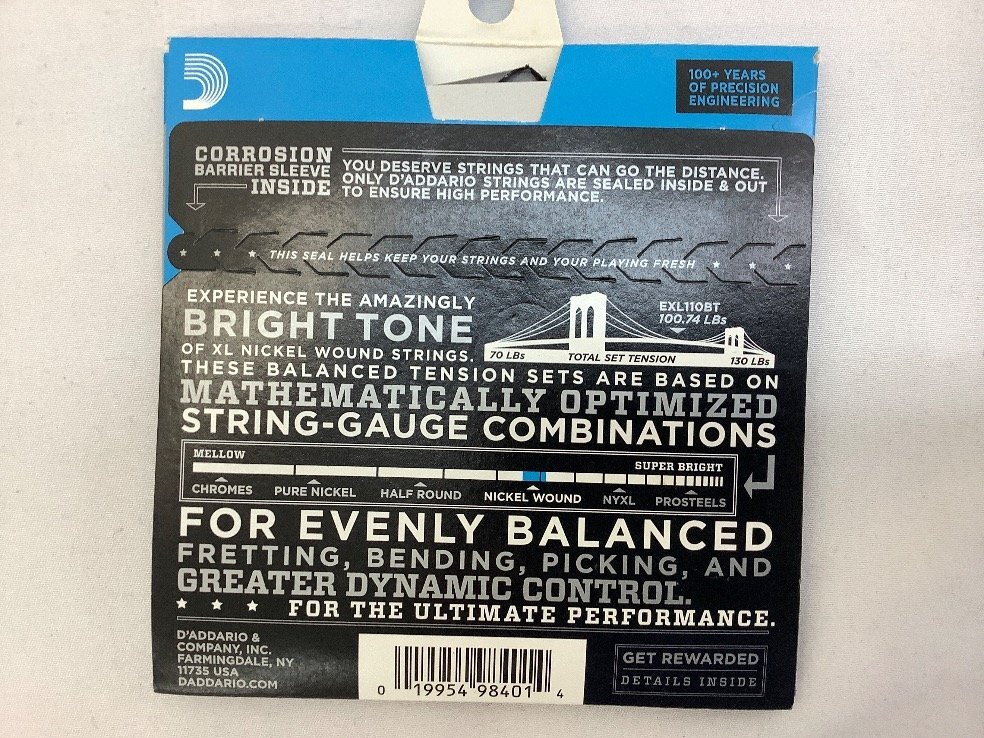 100+ YEARS
OF PRECISION
ENGINEERING
CORROSION
BARRIER SLEEVE
INSIDE
YOU DESERVE STRINGS THAT CAN GO THE DISTANCE.
ONLY D'ADDARIO STRINGS ARE SEALED INSIDE & OUT
TO ENSURE HIGH PERFORMANCE.
THIS SEAL HELPS KEEP YOUR STRINGS AND YOUR PLAYING FRESH
EXPERIENCE THE AMAZINGLY
BRIGHT TONE
OF XL NICKEL WOUND STRINGS.
EXL110BT
100.74 LBs
70 LBs TOTAL SET TENSION 130 LBs
THESE BALANCED TENSION SETS ARE BASED ON
MATHEMATICALLY OPTIMIZED
STRING-GAUGE COMBINATIONS
MELLOW SUPER BRIGHT
CHROMES PURE NICKEL HALF ROUND NICKEL WOUND NYXL PROSTEELS
FOR EVENLY BALANCED
FRETTING, BENDING, PICKING, AND
GREATER DYNAMIC CONTROL.
FOR THE ULTIMATE PERFORMANCE.
D'ADDARIO &
COMPANY, INC.
FARMINGDALE, NY
11735 USA
DADDARIO.COM
0 19954 98401 4
GET REWARDED
DETAILS INSIDE